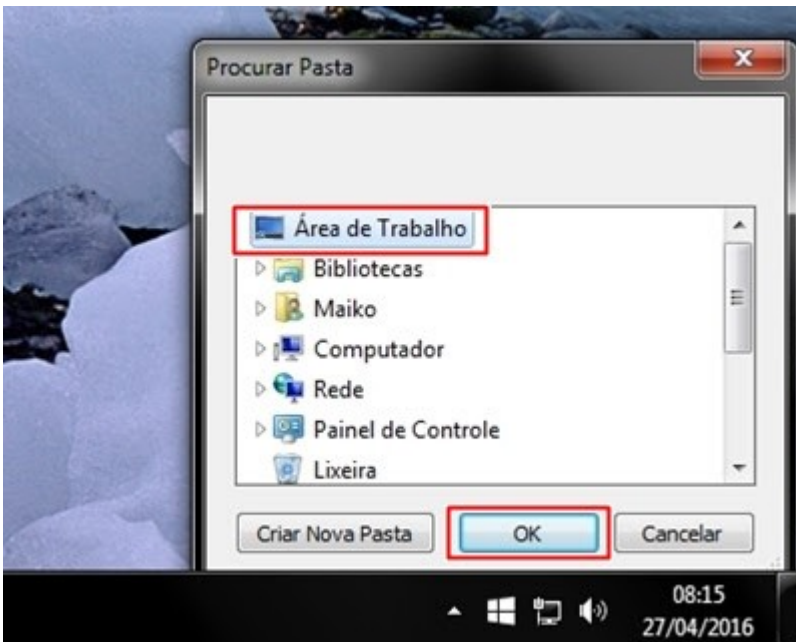 Procurar Pasta
Área de Trabalho
Bibliotecas
Maiko
Computador
Rede
Painel de Controle
Lixeira
Criar Nova Pasta OK Cancelar
08:15
27/04/2016